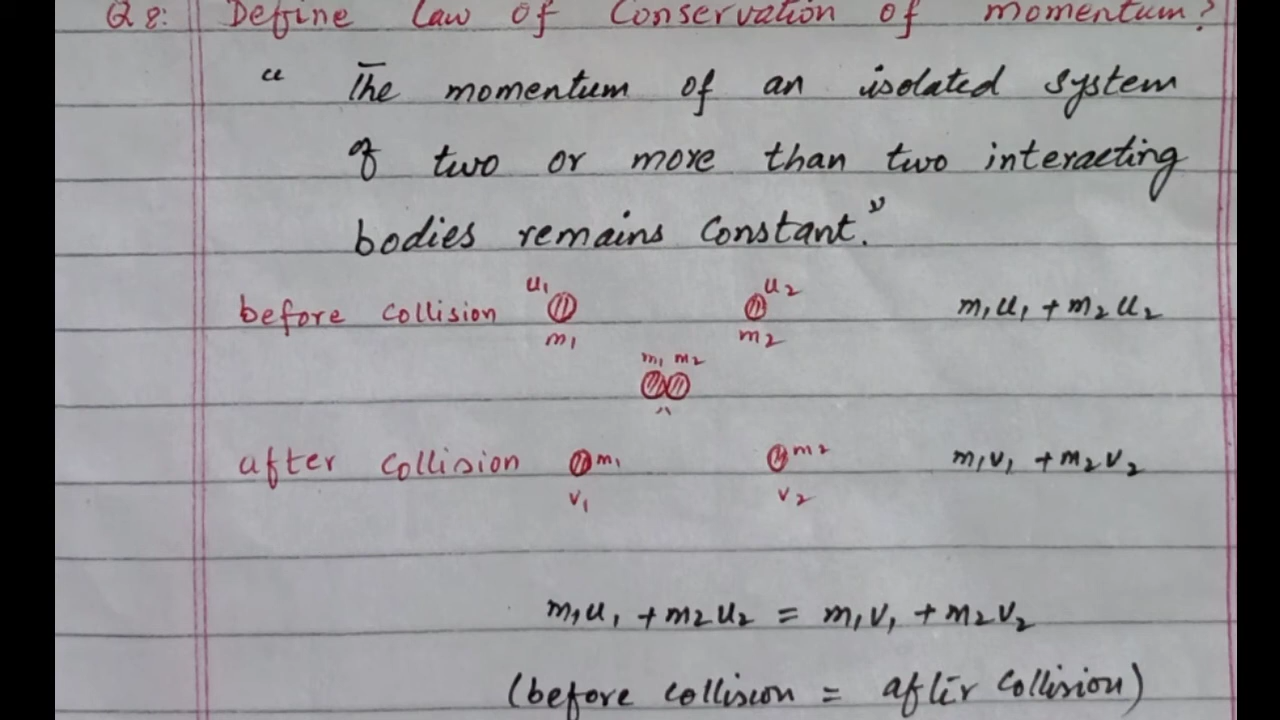 Q 8: Define Law of Conservation of momentum?
“ The momentum of an isolated system
of two or more than two interacting
bodies remains constant.”
u₁ u₂
before collision m₁u₁ + m₂u₂
m₁ m₂
m₁ m₂
after collision m₁ m₂ m₁v₁ + m₂v₂
v₁ v₂
m₁u₁ + m₂u₂ = m₁v₁ + m₂v₂
(before collision = after collision)